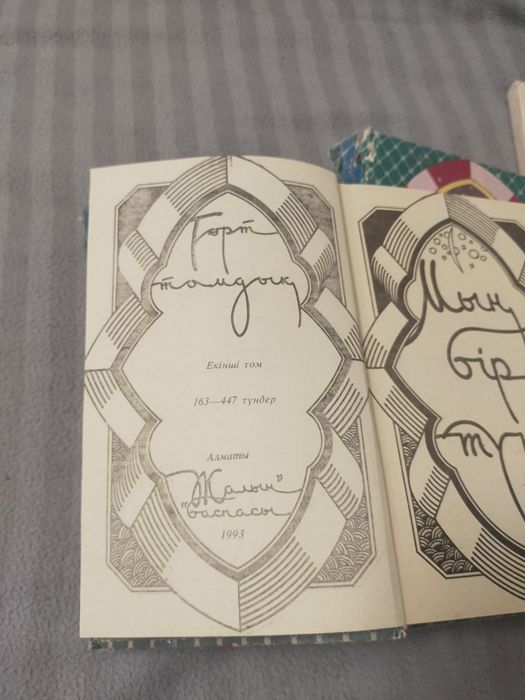 Төрт
томдық
Екінші том
163—447 түндер
Алматы
„Жалын”
баспасы
1993
Мың
бір